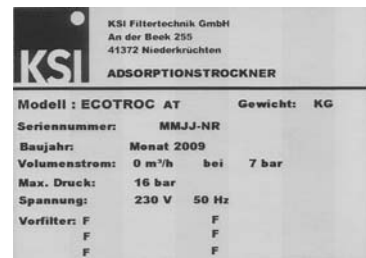 KSI
KSI Filtertechnik GmbH
An der Beek 255
41372 Niederkrüchten
ADSORPTIONSTROCKNER
Modell : ECOTROC AT Gewicht: KG
Seriennummer: MMJJ-NR
Baujahr: Monat 2009
Volumenstrom: 0 m³/h bei 7 bar
Max. Druck: 16 bar
Spannung: 230 V 50 Hz
Vorfilter: F F
F F
F F